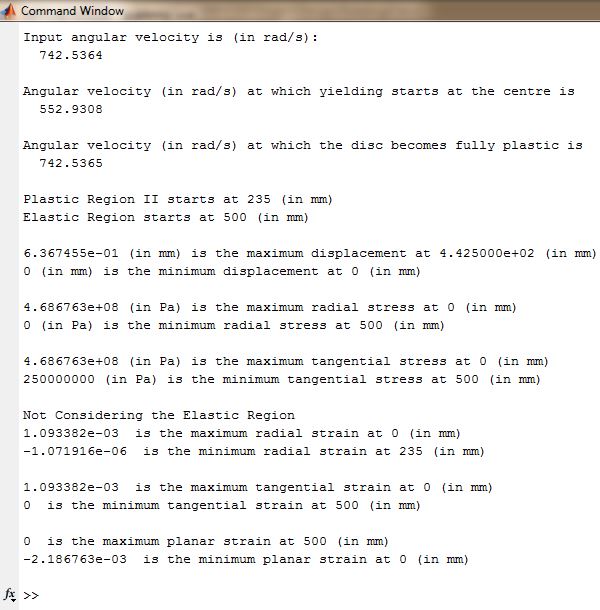 Command Window
Input angular velocity is (in rad/s):
742.5364
Angular velocity (in rad/s) at which yielding starts at the centre is
552.9308
Angular velocity (in rad/s) at which the disc becomes fully plastic is
742.5365
Plastic Region II starts at 235 (in mm)
Elastic Region starts at 500 (in mm)
6.367455e-01 (in mm) is the maximum displacement at 4.425000e+02 (in mm)
0 (in mm) is the minimum displacement at 0 (in mm)
4.686763e+08 (in Pa) is the maximum radial stress at 0 (in mm)
0 (in Pa) is the minimum radial stress at 500 (in mm)
4.686763e+08 (in Pa) is the maximum tangential stress at 0 (in mm)
250000000 (in Pa) is the minimum tangential stress at 500 (in mm)
Not Considering the Elastic Region
1.093382e-03  is the maximum radial strain at 0 (in mm)
-1.071916e-06  is the minimum radial strain at 235 (in mm)
1.093382e-03  is the maximum tangential strain at 0 (in mm)
0  is the minimum tangential strain at 500 (in mm)
0  is the maximum planar strain at 500 (in mm)
-2.186763e-03  is the minimum planar strain at 0 (in mm)
fx >>